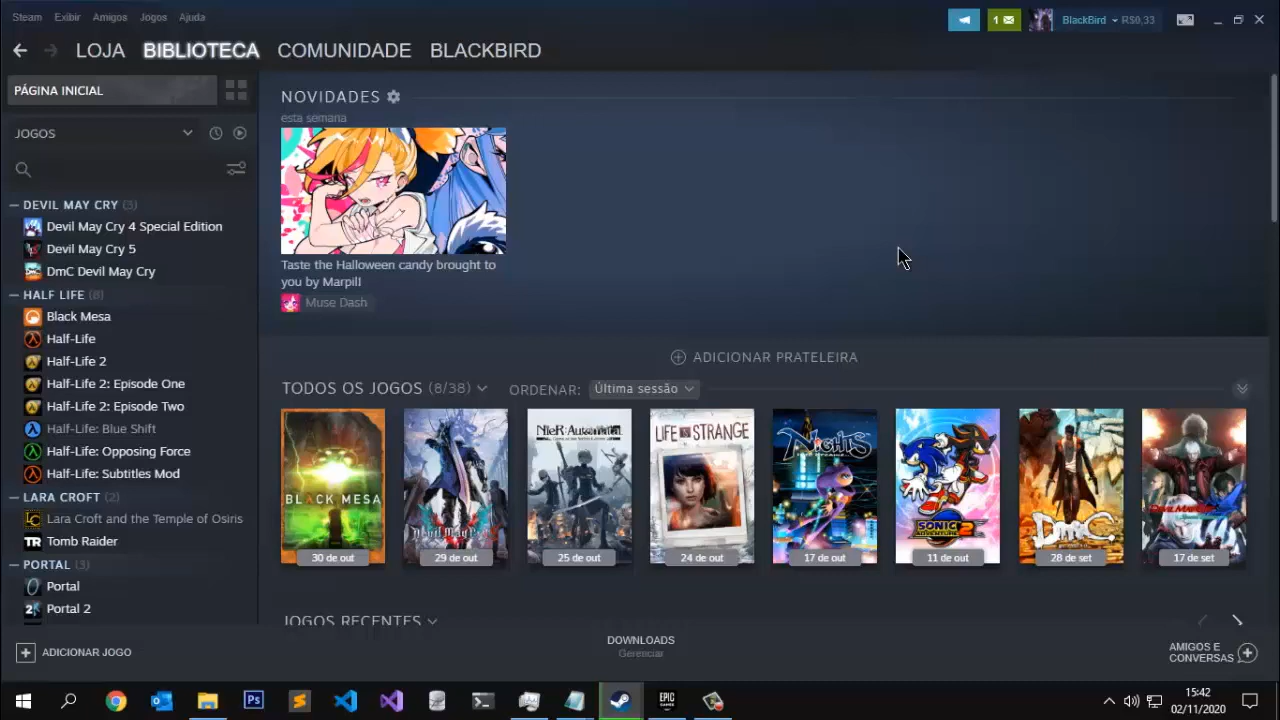 Steam Exibir Amigos Jogos Ajuda
1
BlackBird R$0,33
LOJA BIBLIOTECA COMUNIDADE BLACKBIRD
PÁGINA INICIAL
JOGOS
DEVIL MAY CRY (3)
Devil May Cry 4 Special Edition
Devil May Cry 5
DmC Devil May Cry
HALF LIFE (8)
Black Mesa
Half-Life
Half-Life 2
Half-Life 2: Episode One
Half-Life 2: Episode Two
Half-Life: Blue Shift
Half-Life: Opposing Force
Half-Life: Subtitles Mod
LARA CROFT (2)
Lara Croft and the Temple of Osiris
Tomb Raider
PORTAL (3)
Portal
Portal 2
NOVIDADES
esta semana
Taste the Halloween candy brought to
you by Marpill
Muse Dash
ADICIONAR PRATELEIRA
TODOS OS JOGOS (8/38) ORDENAR: Última sessão
BLACK MESA
30 de out
Devil May Cry
29 de out
NieR:Automata
25 de out
LIFE IS STRANGE
24 de out
NiGHTS
17 de out
SONIC
ADVENTURE 2
11 de out
DmC
28 de set
17 de set
JOGOS RECENTES
ADICIONAR JOGO
DOWNLOADS
Gerenciar
AMIGOS E
CONVERSAS
Ps
EPIC
GAMES
15:42
02/11/2020